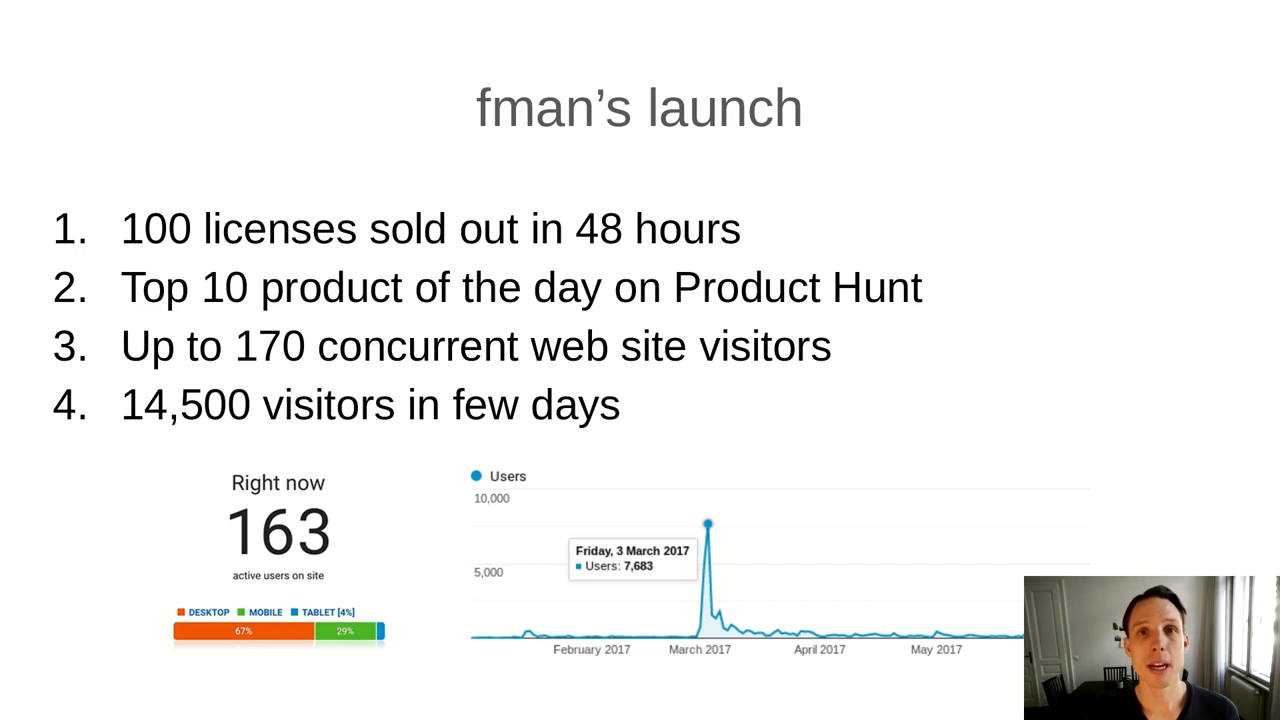 fman’s launch
1. 100 licenses sold out in 48 hours
2. Top 10 product of the day on Product Hunt
3. Up to 170 concurrent web site visitors
4. 14,500 visitors in few days
Right now
163
active users on site
DESKTOP MOBILE TABLET [4%]
67% 29%
Users
10,000
Friday, 3 March 2017
Users: 7,683
5,000
February 2017 March 2017 April 2017 May 2017